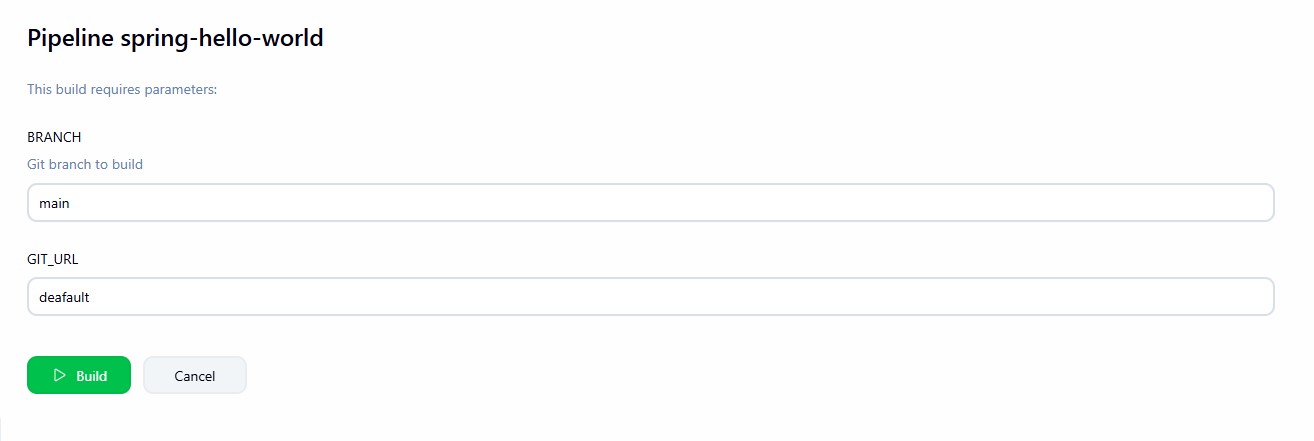 Pipeline spring-hello-world
This build requires parameters:
BRANCH
Git branch to build
main
GIT_URL
deafault
Build
Cancel